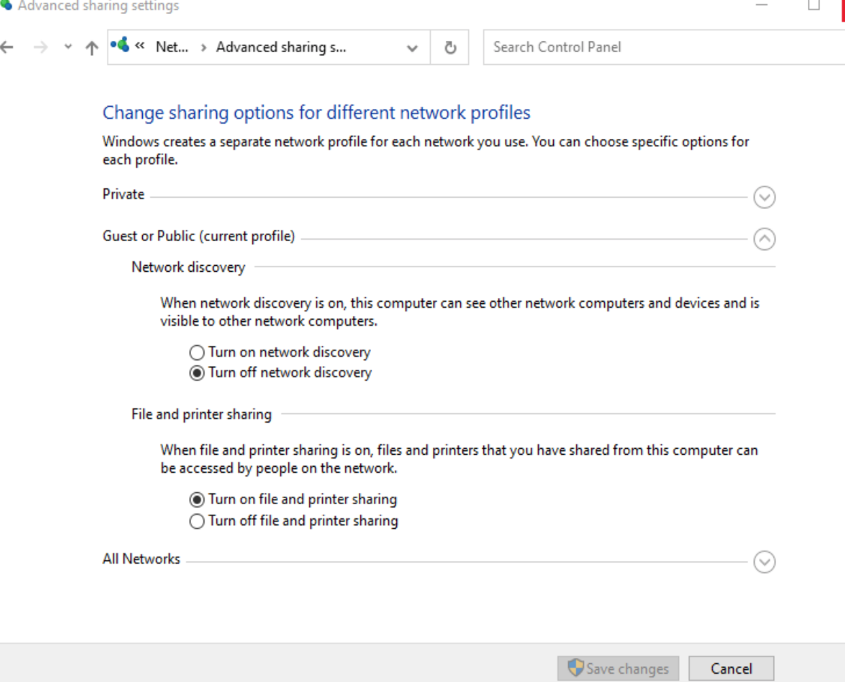 Advanced sharing settings
« Net... › Advanced sharing s...
Search Control Panel
Change sharing options for different network profiles
Windows creates a separate network profile for each network you use. You can choose specific options for
each profile.
Private
Guest or Public (current profile)
Network discovery
When network discovery is on, this computer can see other network computers and devices and is
visible to other network computers.
Turn on network discovery
Turn off network discovery
File and printer sharing
When file and printer sharing is on, files and printers that you have shared from this computer can
be accessed by people on the network.
Turn on file and printer sharing
Turn off file and printer sharing
All Networks
Save changes
Cancel